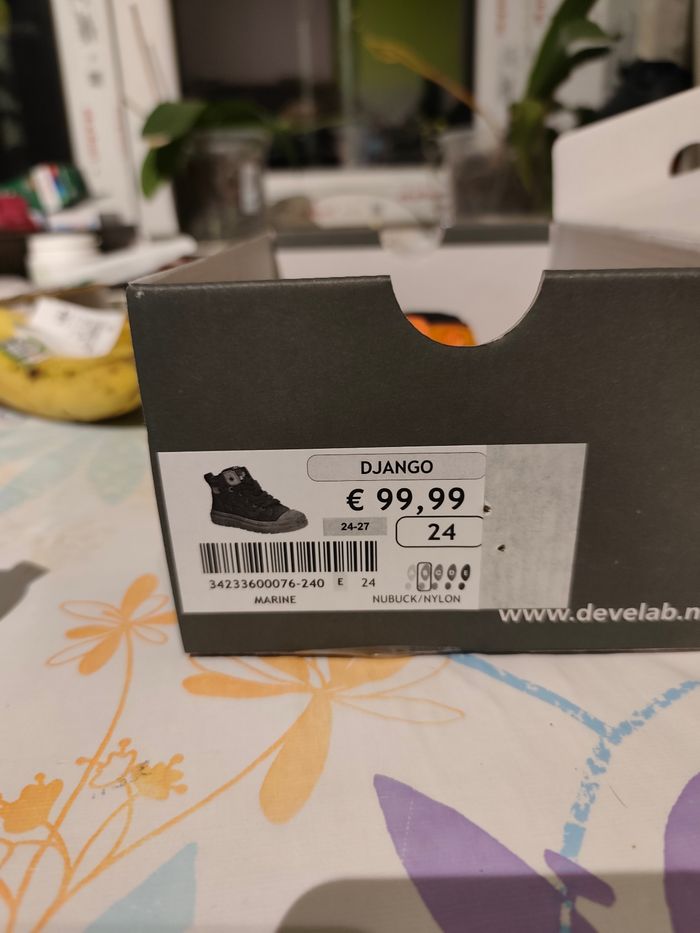 DJANGO
€ 99,99
24-27
24
34233600076-240 E 24
MARINE
NUBUCK/NYLON
www.develab.n